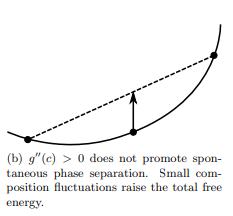 (b) g″(c) > 0 does not promote spon-
taneous phase separation. Small com-
position fluctuations raise the total free
energy.